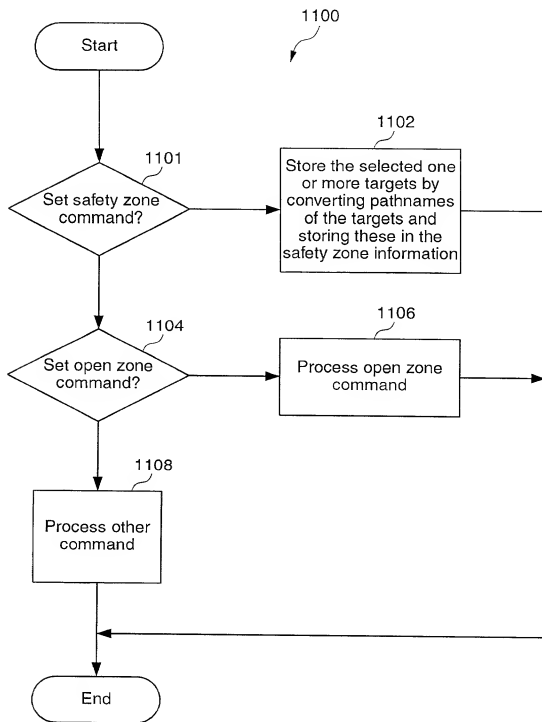 1100
Start
1101
Set safety zone
command?
1102
Store the selected one
or more targets by
converting pathnames
of the targets and
storing these in the
safety zone information
1104
Set open zone
command?
1106
Process open zone
command
1108
Process other
command
End